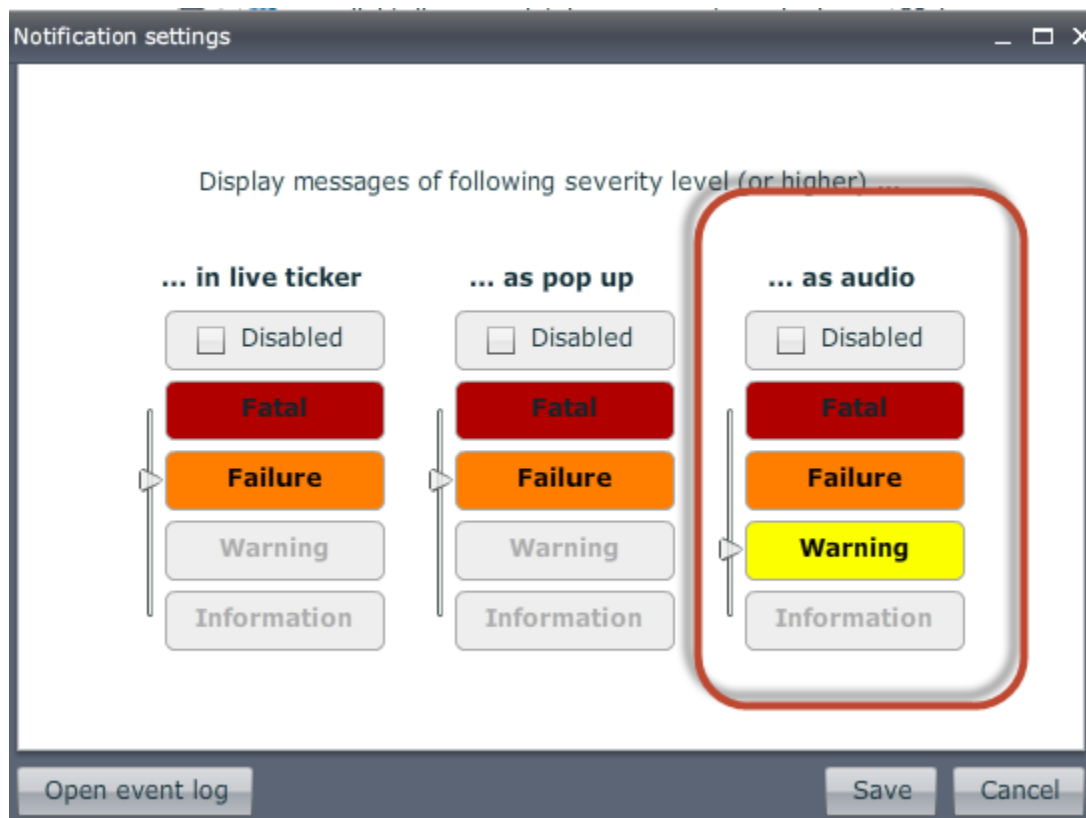 Notification settings
Display messages of following severity level (or higher) ...
... in live ticker ... as pop up ... as audio
Disabled Disabled Disabled
Fatal Fatal Fatal
Failure Failure Failure
Warning Warning Warning
Information Information Information
Open event log Save Cancel